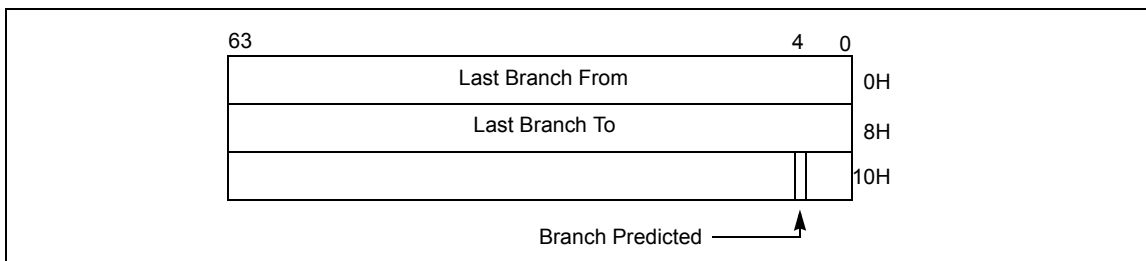 63 4 0
Last Branch From 0H
Last Branch To 8H
10H
Branch Predicted